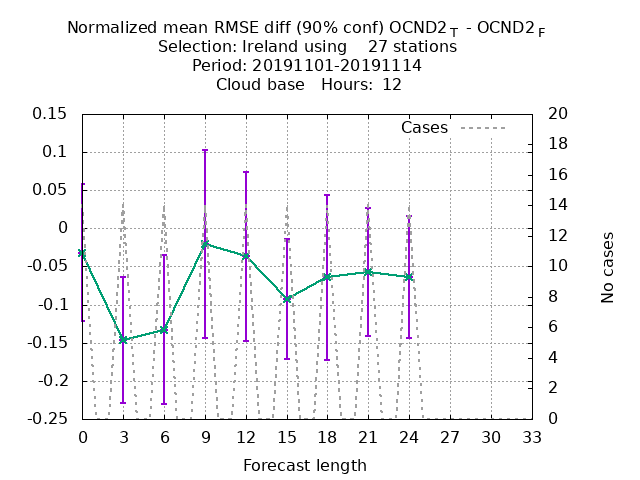 Normalized mean RMSE diff (90% conf) OCND2 T - OCND2 F
Selection: Ireland using 27 stations
Period: 20191101-20191114
Cloud base Hours: 12
Cases
0.15
0.1
0.05
0
-0.05
-0.1
-0.15
-0.2
-0.25
20
18
16
14
12
10
8
6
4
2
0
No cases
0 3 6 9 12 15 18 21 24 27 30 33
Forecast length